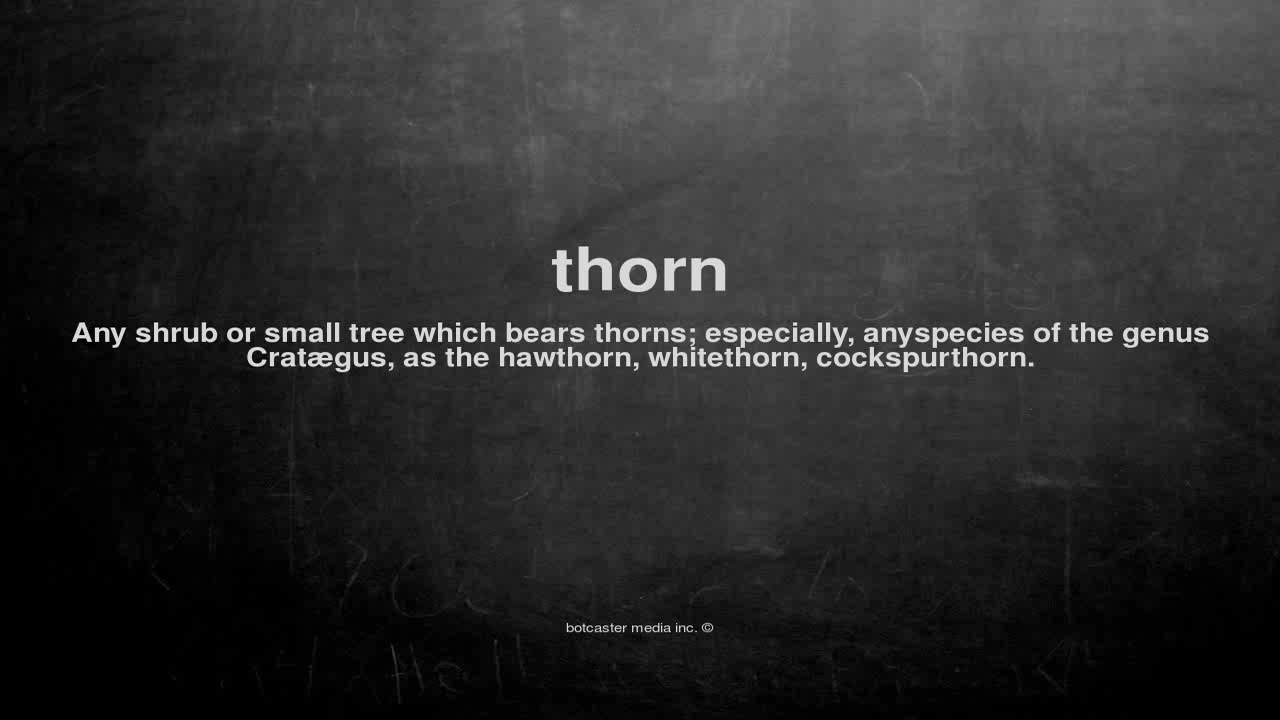 thorn
Any shrub or small tree which bears thorns; especially, anyspecies of the genus
Cratægus, as the hawthorn, whitethorn, cockspurthorn.
botcaster media inc. ©